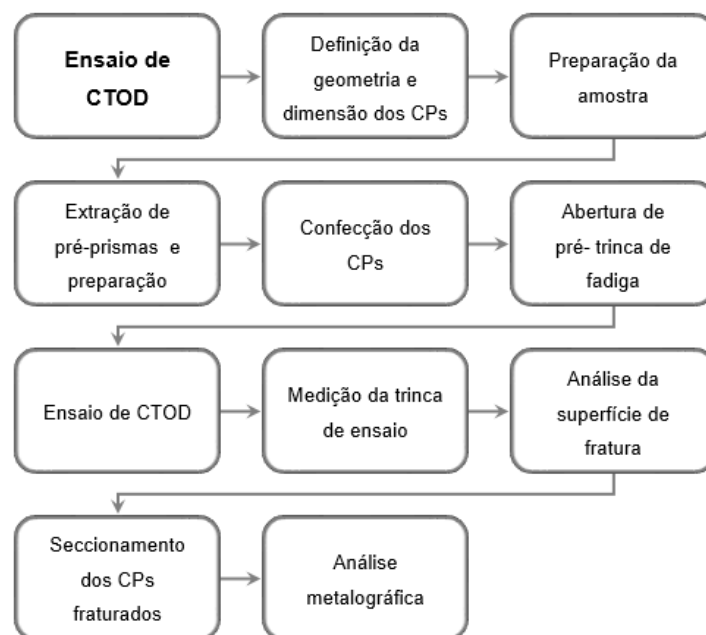 Ensaio de
CTOD
Definição da
geometria e
dimensão dos CPs
Preparação da
amostra
Extração de
pré-prismas e
preparação
Confecção dos
CPs
Abertura de
pré- trinca de
fadiga
Ensaio de CTOD
Medição da trinca
de ensaio
Análise da
superfície de
fratura
Seccionamento
dos CPs
fraturados
Análise
metalográfica